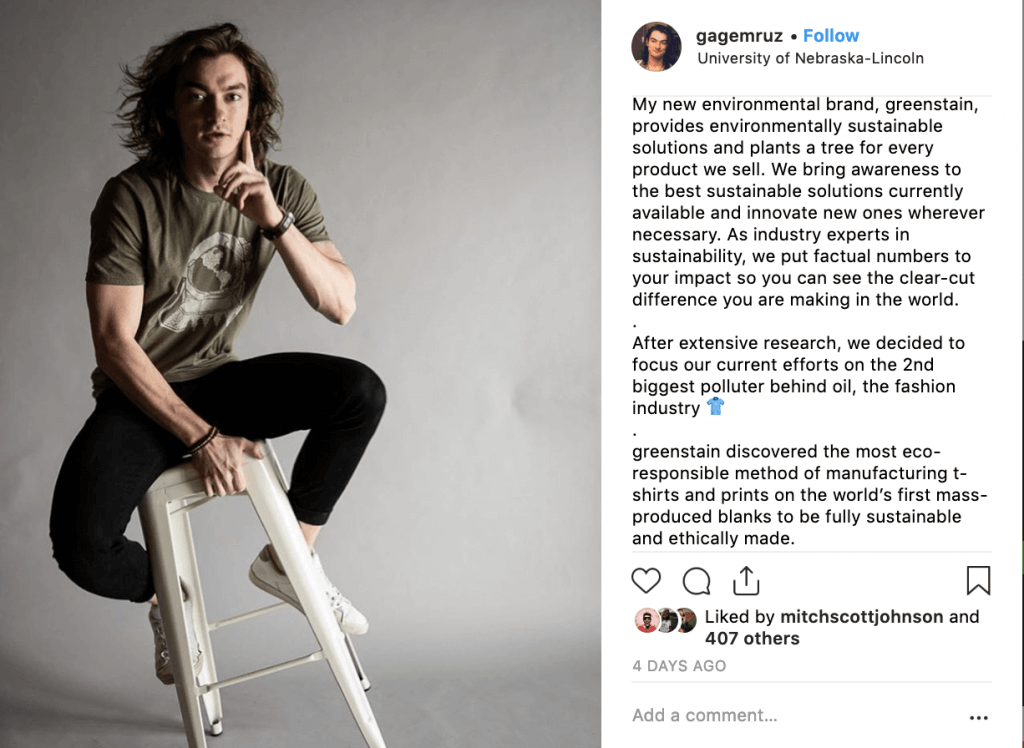 gagemruz • Follow
University of Nebraska-Lincoln
My new environmental brand, greenstain,
provides environmentally sustainable
solutions and plants a tree for every
product we sell. We bring awareness to
the best sustainable solutions currently
available and innovate new ones wherever
necessary. As industry experts in
sustainability, we put factual numbers to
your impact so you can see the clear-cut
difference you are making in the world.
.
After extensive research, we decided to
focus our current efforts on the 2nd
biggest polluter behind oil, the fashion
industry 👕
.
greenstain discovered the most eco-
responsible method of manufacturing t-
shirts and prints on the world’s first mass-
produced blanks to be fully sustainable
and ethically made.
Liked by mitchscottjohnson and
407 others
4 DAYS AGO
Add a comment...